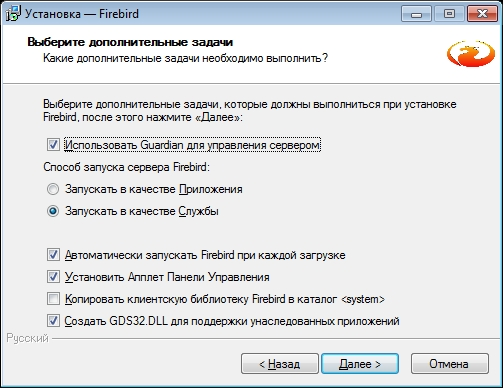 Установка — Firebird
Выберите дополнительные задачи
Какие дополнительные задачи необходимо выполнить?
Выберите дополнительные задачи, которые должны выполниться при установке
Firebird, после этого нажмите «Далее»:
Использовать Guardian для управления сервером
Способ запуска сервера Firebird:
Запускать в качестве Приложения
Запускать в качестве Службы
Автоматически запускать Firebird при каждой загрузке
Установить Апплет Панели Управления
Копировать клиентскую библиотеку Firebird в каталог <system>
Создать GDS32.DLL для поддержки унаследованных приложений
Русский
< Назад
Далее >
Отмена